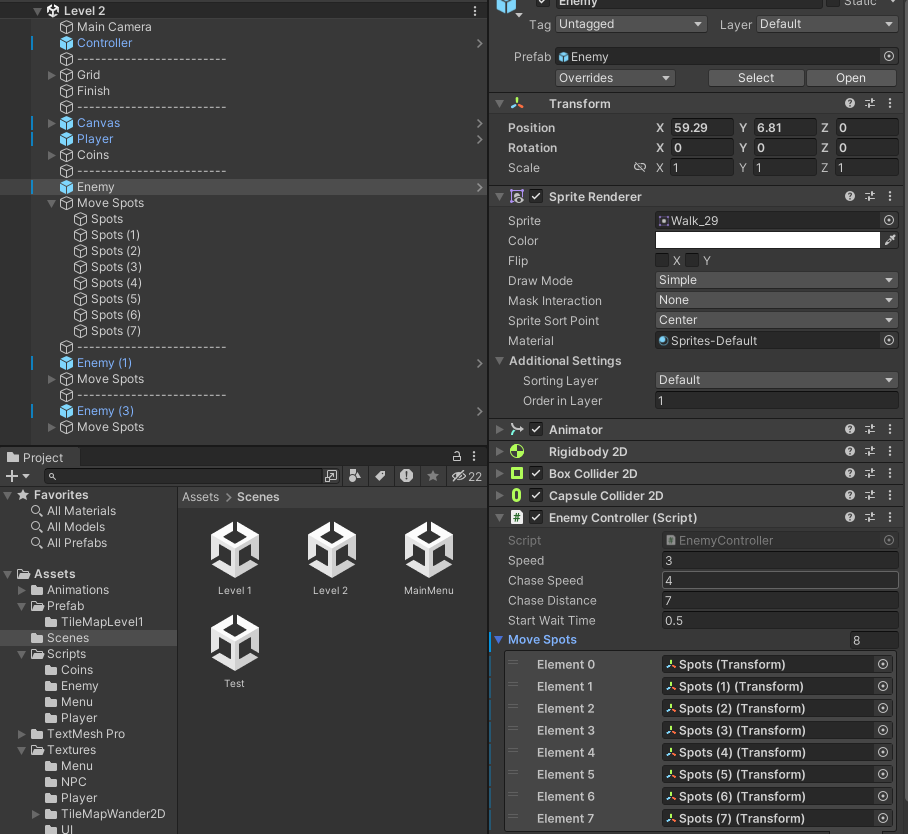 Level 2
Main Camera
Controller
---------------------------
Grid
Finish
---------------------------
Canvas
Player
Coins
---------------------------
Enemy
Move Spots
Spots
Spots (1)
Spots (2)
Spots (3)
Spots (4)
Spots (5)
Spots (6)
Spots (7)
---------------------------
Enemy (1)
Move Spots
---------------------------
Enemy (3)
Move Spots
Project
22
Favorites
All Materials
All Models
All Prefabs
Assets
Animations
Prefab
TileMapLevel1
Scenes
Scripts
Coins
Enemy
Menu
Player
TextMesh Pro
Textures
Menu
NPC
Player
TileMapWander2D
UI
Assets > Scenes
Level 1 Level 2 MainMenu
Test
Enemy Static
Tag Untagged Layer Default
Prefab Enemy
Overrides Select Open
Transform
Position X 59.29 Y 6.81 Z 0
Rotation X 0 Y 0 Z 0
Scale X 1 Y 1 Z 1
Sprite Renderer
Sprite Walk_29
Color
Flip X Y
Draw Mode Simple
Mask Interaction None
Sprite Sort Point Center
Material Sprites-Default
Additional Settings
Sorting Layer Default
Order in Layer 1
Animator
Rigidbody 2D
Box Collider 2D
Capsule Collider 2D
# Enemy Controller (Script)
Script EnemyController
Speed 3
Chase Speed 4
Chase Distance 7
Start Wait Time 0.5
Move Spots 8
Element 0 Spots (Transform)
Element 1 Spots (1) (Transform)
Element 2 Spots (2) (Transform)
Element 3 Spots (3) (Transform)
Element 4 Spots (4) (Transform)
Element 5 Spots (5) (Transform)
Element 6 Spots (6) (Transform)
Element 7 Spots (7) (Transform)